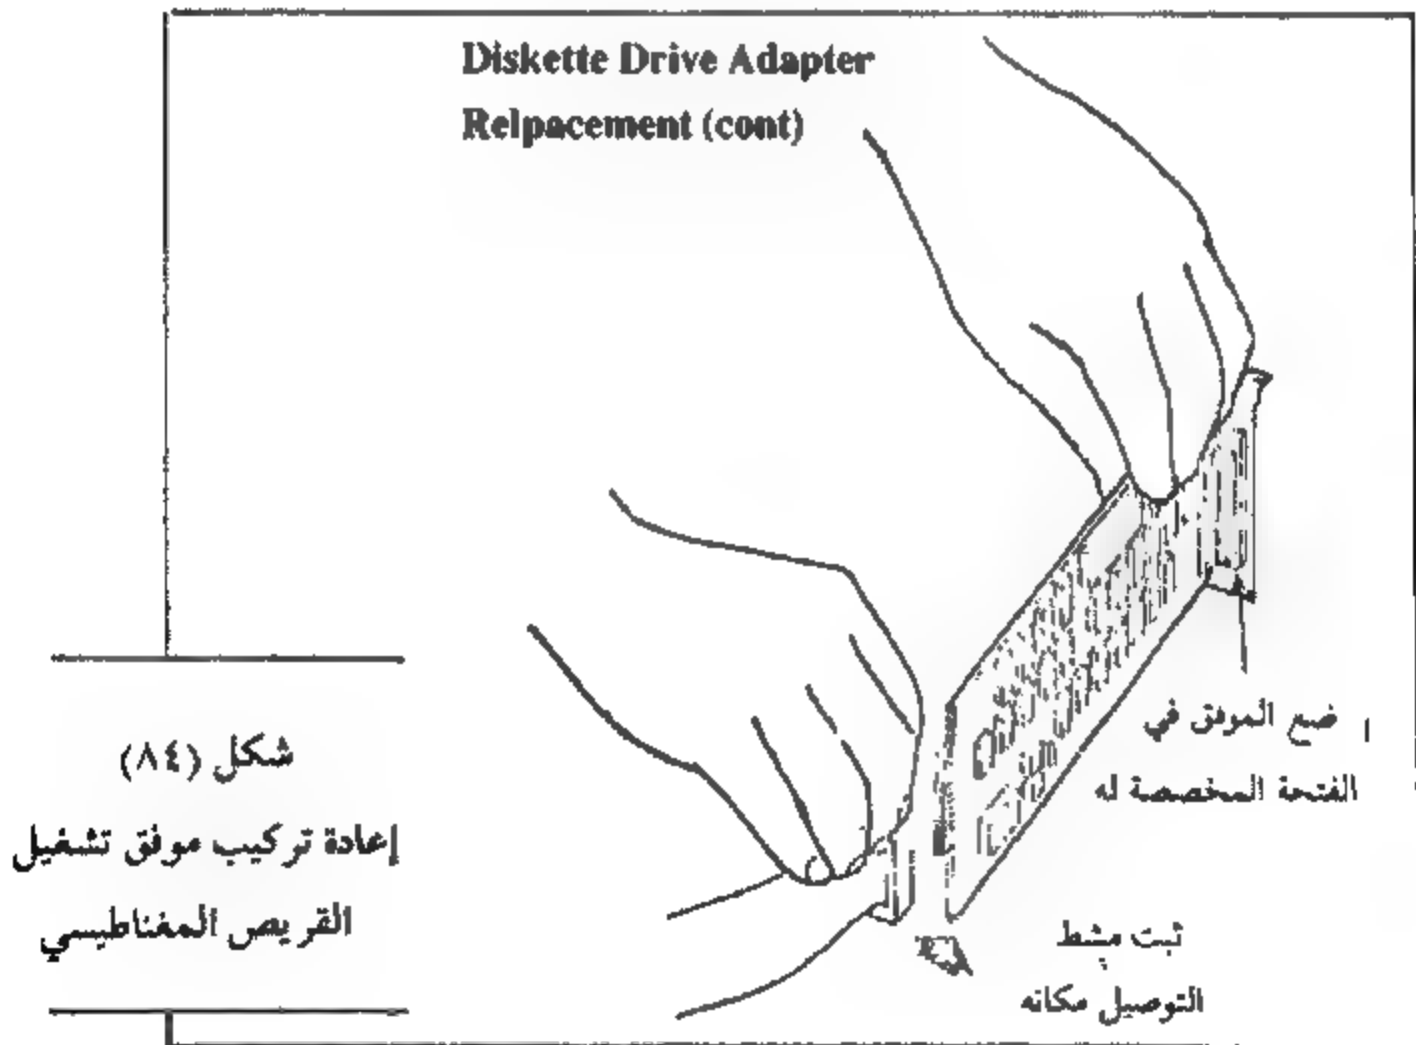 Diskette Drive Adapter
Relpacement (cont)
ضع الموفق في
الفتحة المخصصة له
ثبت مشط
التوصيل مكانه
شكل (٨٤)
إعادة تركيب موفق تشغيل
القريص المغناطيسي